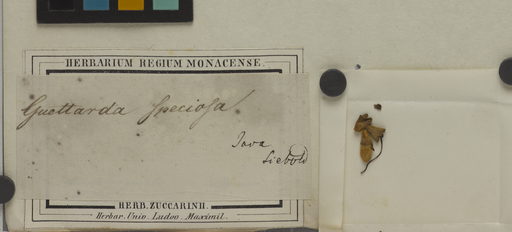 HERBARIUM REGIUM MONACENSE.
Guettarda speciosa
Java
Siebold
HERB. ZUCCARINII.
Herbar. Univ. Ludov. Maximil.